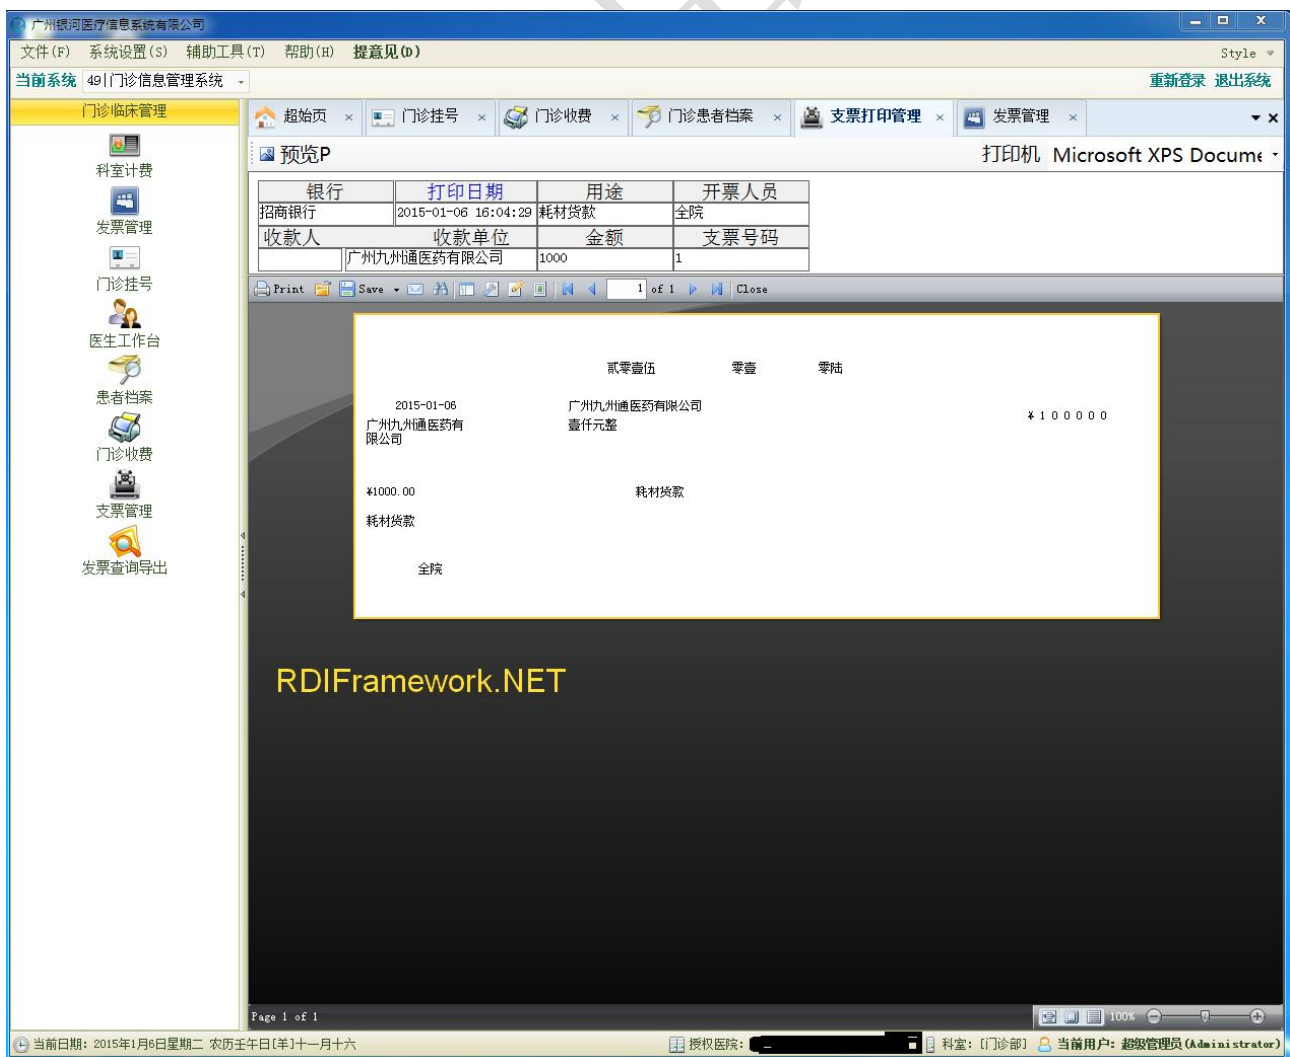 广州银河医疗信息系统有限公司
文件(F) 系统设置(S) 辅助工具(T) 帮助(H) 提意见(D) Style
当前系统 49|门诊信息管理系统 重新登录 退出系统
门诊临床管理
超始页 门诊挂号 门诊收费 门诊患者档案 支票打印管理 发票管理
预览P 打印机 Microsoft XPS Docume
科室计费
发票管理
门诊挂号
医生工作台
患者档案
门诊收费
支票管理
发票查询导出
银行 打印日期 用途 开票人员
招商银行 2015-01-06 16:04:29 耗材货款 全院
收款人 收款单位 金额 支票号码
广州九州通医药有限公司 1000 1
Print Save 1 of 1 Close
贰零壹伍 零壹 零陆
2015-01-06 广州九州通医药有限公司
广州九州通医药有 壹仟元整 ¥100000
限公司
¥1000.00 耗材货款
耗材货款
全院
RDIFramework.NET
Page 1 of 1 100%
当前日期: 2015年1月6日星期二 农历壬午日[羊]十一月十六 授权医院: 科室: [门诊部] 当前用户: 超级管理员(Administrator)